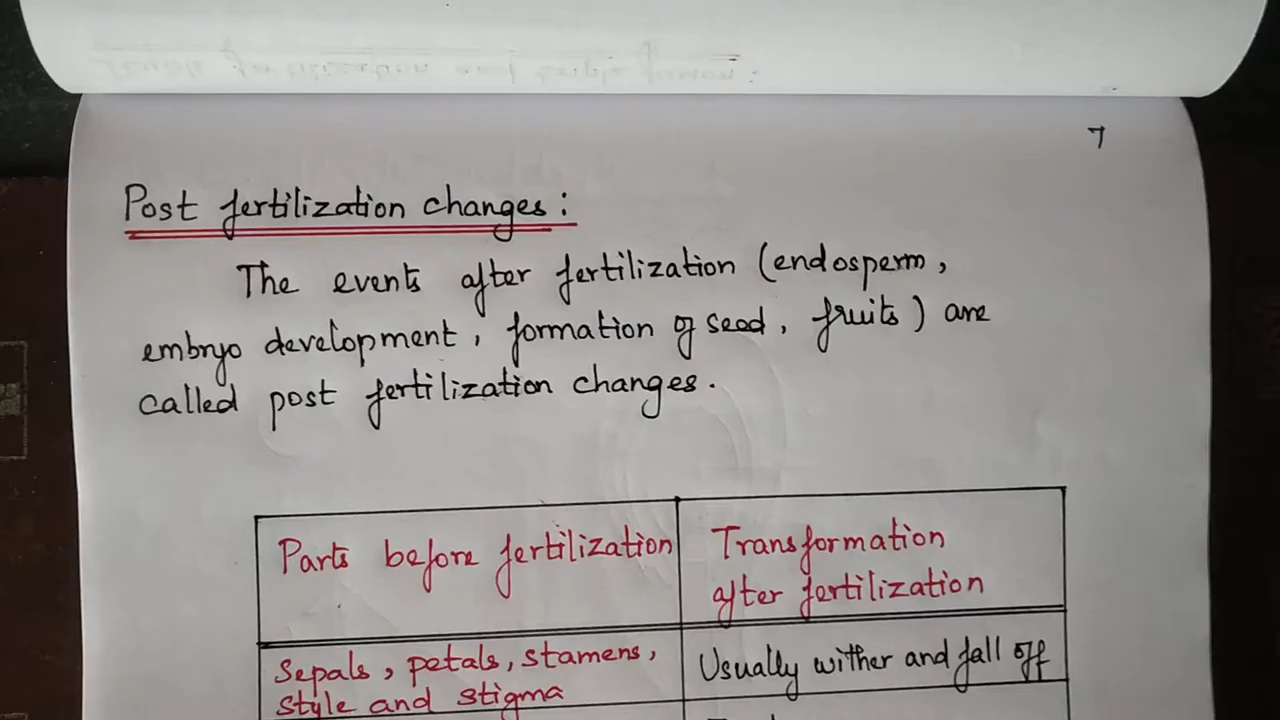 7
Post fertilization changes:
The events after fertilization (endosperm,
embryo development, formation of seed, fruits) are
called post fertilization changes.
Parts before fertilization
Transformation
after fertilization
Sepals, petals, stamens,
style and stigma
Usually wither and fall off